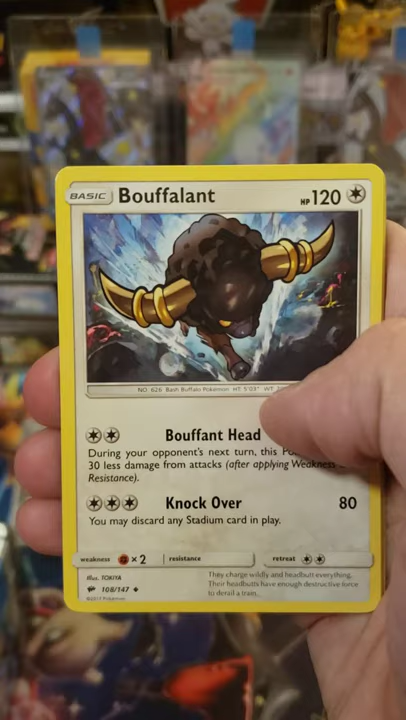 BASIC Bouffalant HP 120
NO. 626 Bash Buffalo Pokémon HT: 5'03" WT:
Bouffant Head
During your opponent's next turn, this
30 less damage from attacks (after applying Weakness
Resistance).
Knock Over 80
You may discard any Stadium card in play.
weakness × 2 resistance retreat
Illus. TOKIYA
108/147
©2017 Pokémon
They charge wildly and headbutt everything.
Their headbutts have enough destructive force
to derail a train.